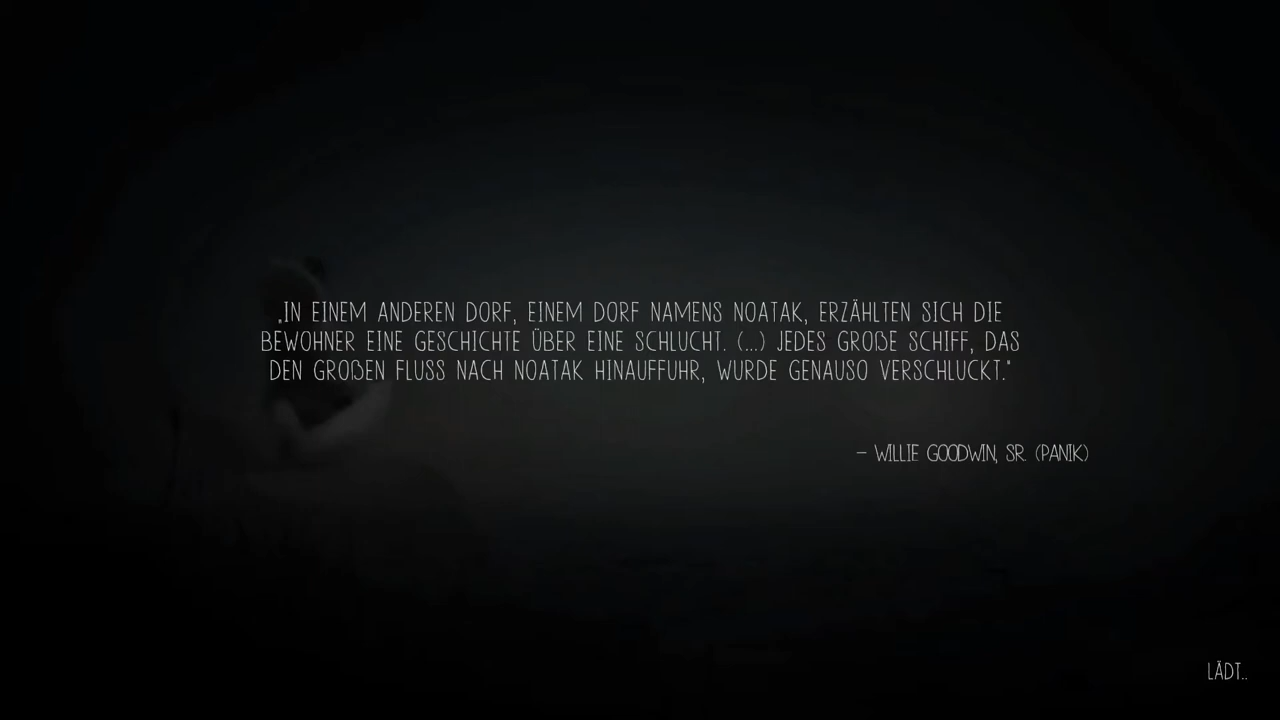 „IN EINEM ANDEREN DORF, EINEM DORF NAMENS NOATAK, ERZÄHLTEN SICH DIE
BEWOHNER EINE GESCHICHTE ÜBER EINE SCHLUCHT. (...) JEDES GROẞE SCHIFF, DAS
DEN GROẞEN FLUSS NACH NOATAK HINAUFFUHR, WURDE GENAUSO VERSCHLUCKT."
– WILLIE GOODWIN, SR. (PANIK)
LÄDT..